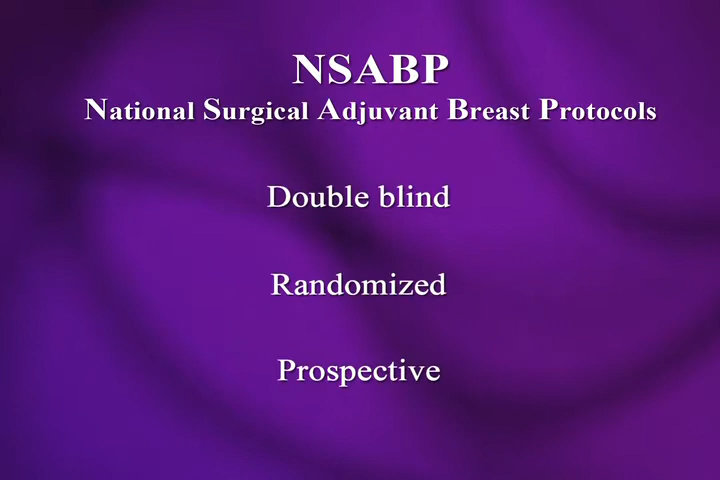 NSABP
National Surgical Adjuvant Breast Protocols
Double blind
Randomized
Prospective